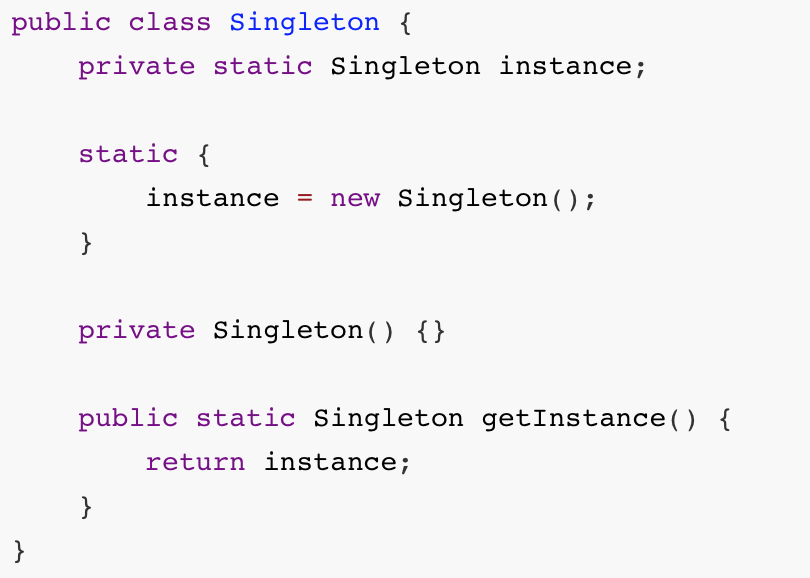 public class Singleton {
    private static Singleton instance;

    static {
        instance = new Singleton();
    }

    private Singleton() {}

    public static Singleton getInstance() {
        return instance;
    }
}